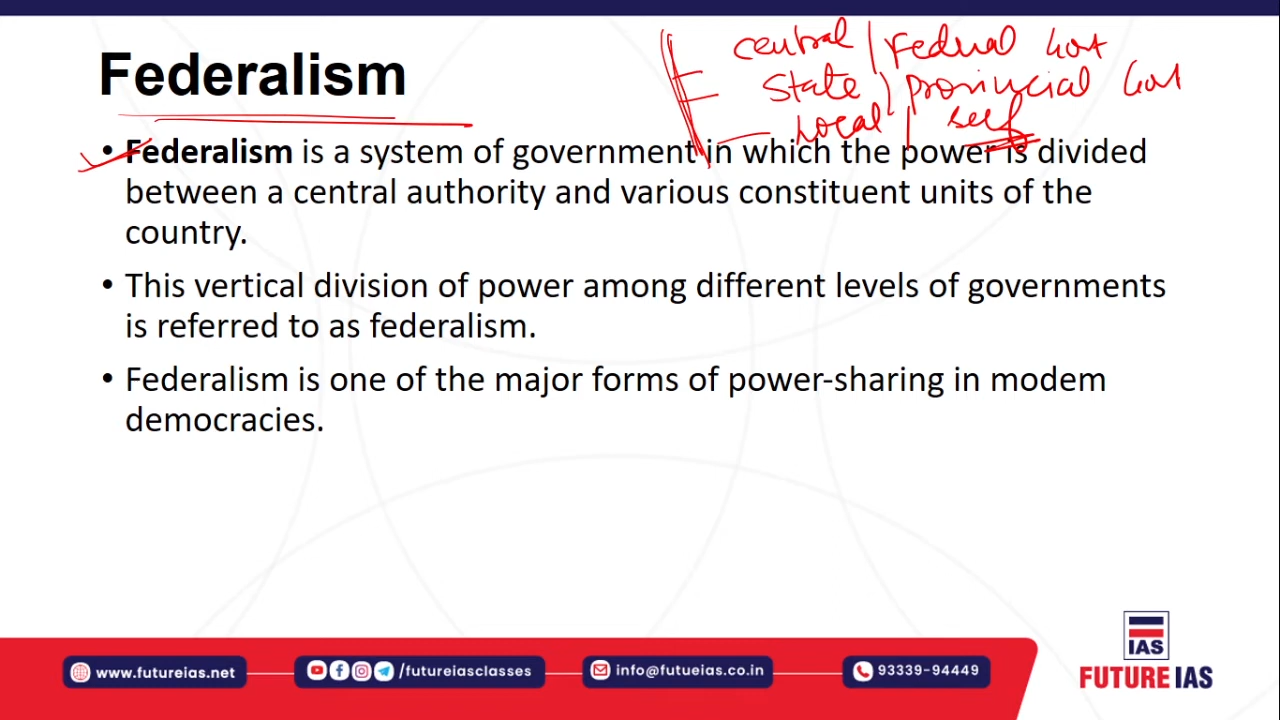 central / Federal Govt
Federalism
State / provincial Govt
Local / self
• Federalism is a system of government in which the power is divided
between a central authority and various constituent units of the
country.
• This vertical division of power among different levels of governments
is referred to as federalism.
• Federalism is one of the major forms of power-sharing in modem
democracies.
IAS
www.futureias.net
/futureiasclasses
info@futueias.co.in
93339-94449
FUTURE IAS